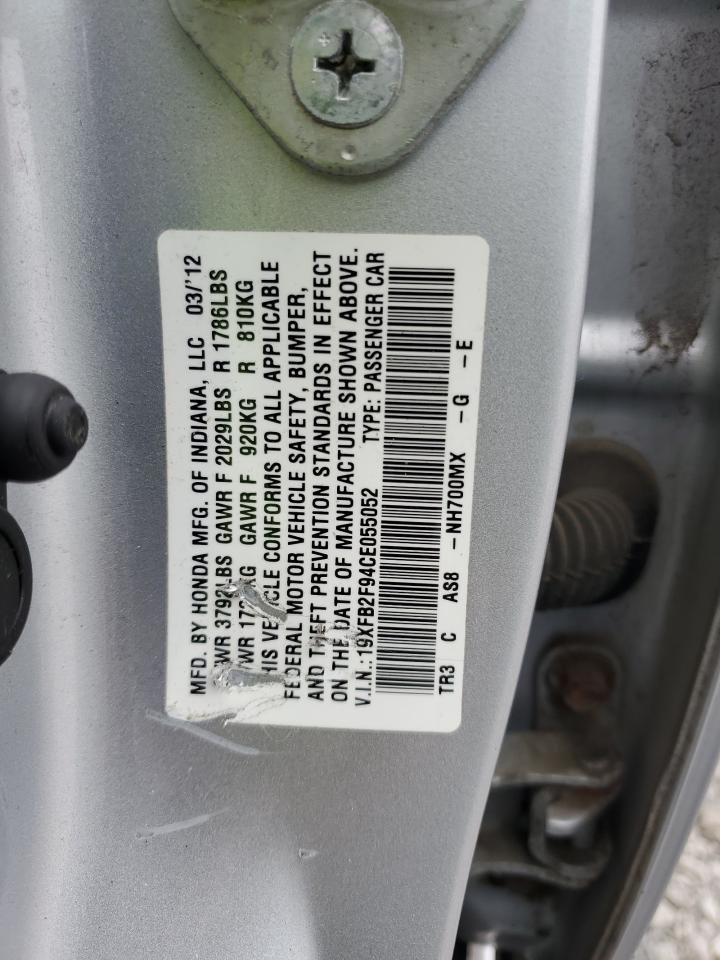 MFD. BY HONDA MFG. OF INDIANA, LLC 03/'12
GAWR F 2029LBS R 1786LBS
GAWR F 920KG R 810KG
VEHICLE CONFORMS TO ALL APPLICABLE
FEDERAL MOTOR VEHICLE SAFETY, BUMPER,
AND THEFT PREVENTION STANDARDS IN EFFECT
ON THE DATE OF MANUFACTURE SHOWN ABOVE.
V.I.N.:19XFB2F94CE055052 TYPE: PASSENGER CAR
TR3 C AS8 -NH700MX -G -E